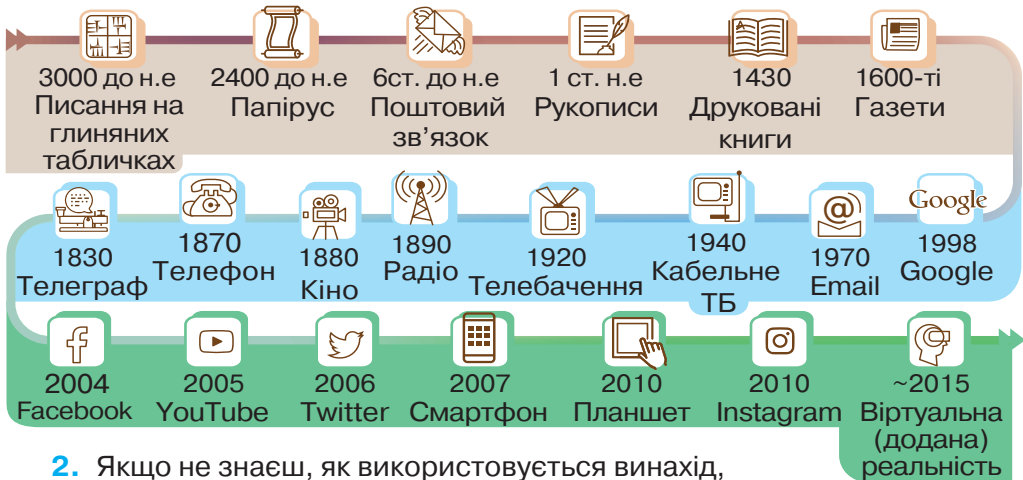 3000 до н.е
Писання на
глиняних
табличках
2400 до н.е
Папірус
6ст. до н.е
Поштовий
зв’язок
1 ст. н.е
Рукописи
1430
Друковані
книги
1600-ті
Газети
1830
Телеграф
1870
Телефон
1880
Кіно
1890
Радіо
1920
Телебачення
1940
Кабельне
ТБ
@
1970
Email
Google
1998
Google
f
2004
Facebook
2005
YouTube
2006
Twitter
2007
Смартфон
2010
Планшет
2010
Instagram
~2015
Віртуальна
(додана)
реальність
2. Якщо не знаєш, як використовується винахід,